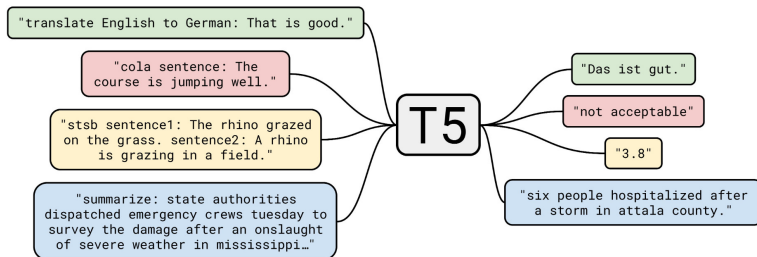 "translate English to German: That is good."
"cola sentence: The
course is jumping well."
"stsb sentence1: The rhino grazed
on the grass. sentence2: A rhino
is grazing in a field."
"summarize: state authorities
dispatched emergency crews tuesday to
survey the damage after an onslaught
of severe weather in mississippi…"
T5
"Das ist gut."
"not acceptable"
"3.8"
"six people hospitalized after
a storm in attala county."